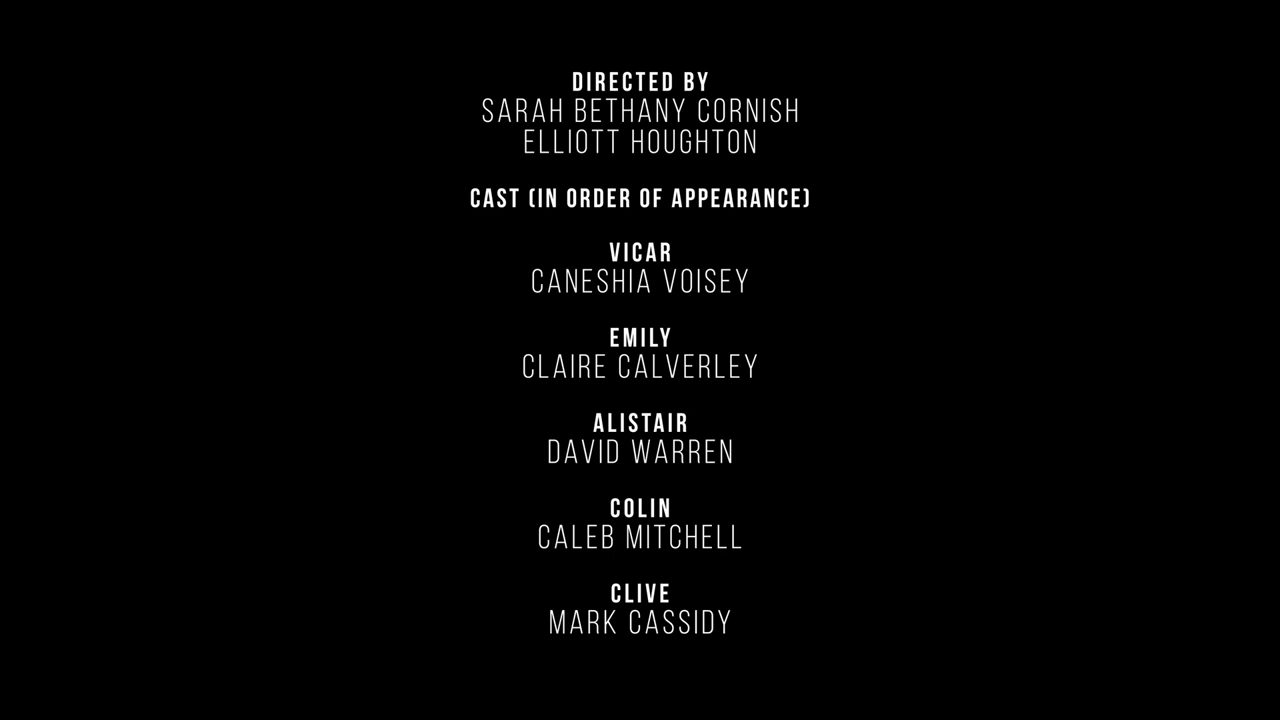 DIRECTED BY
SARAH BETHANY CORNISH
ELLIOTT HOUGHTON
CAST (IN ORDER OF APPEARANCE)
VICAR
CANESHIA VOISEY
EMILY
CLAIRE CALVERLEY
ALISTAIR
DAVID WARREN
COLIN
CALEB MITCHELL
CLIVE
MARK CASSIDY